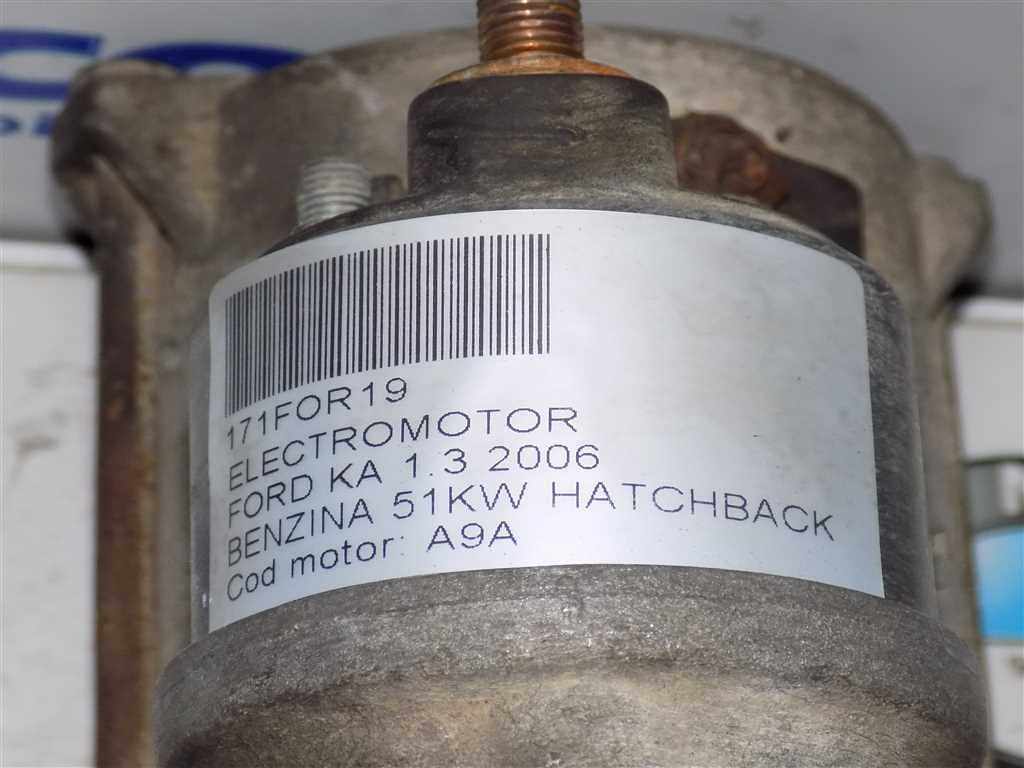 171FOR19
ELECTROMOTOR
FORD KA 1.3 2006
BENZINA 51KW HATCHBACK
Cod motor: A9A